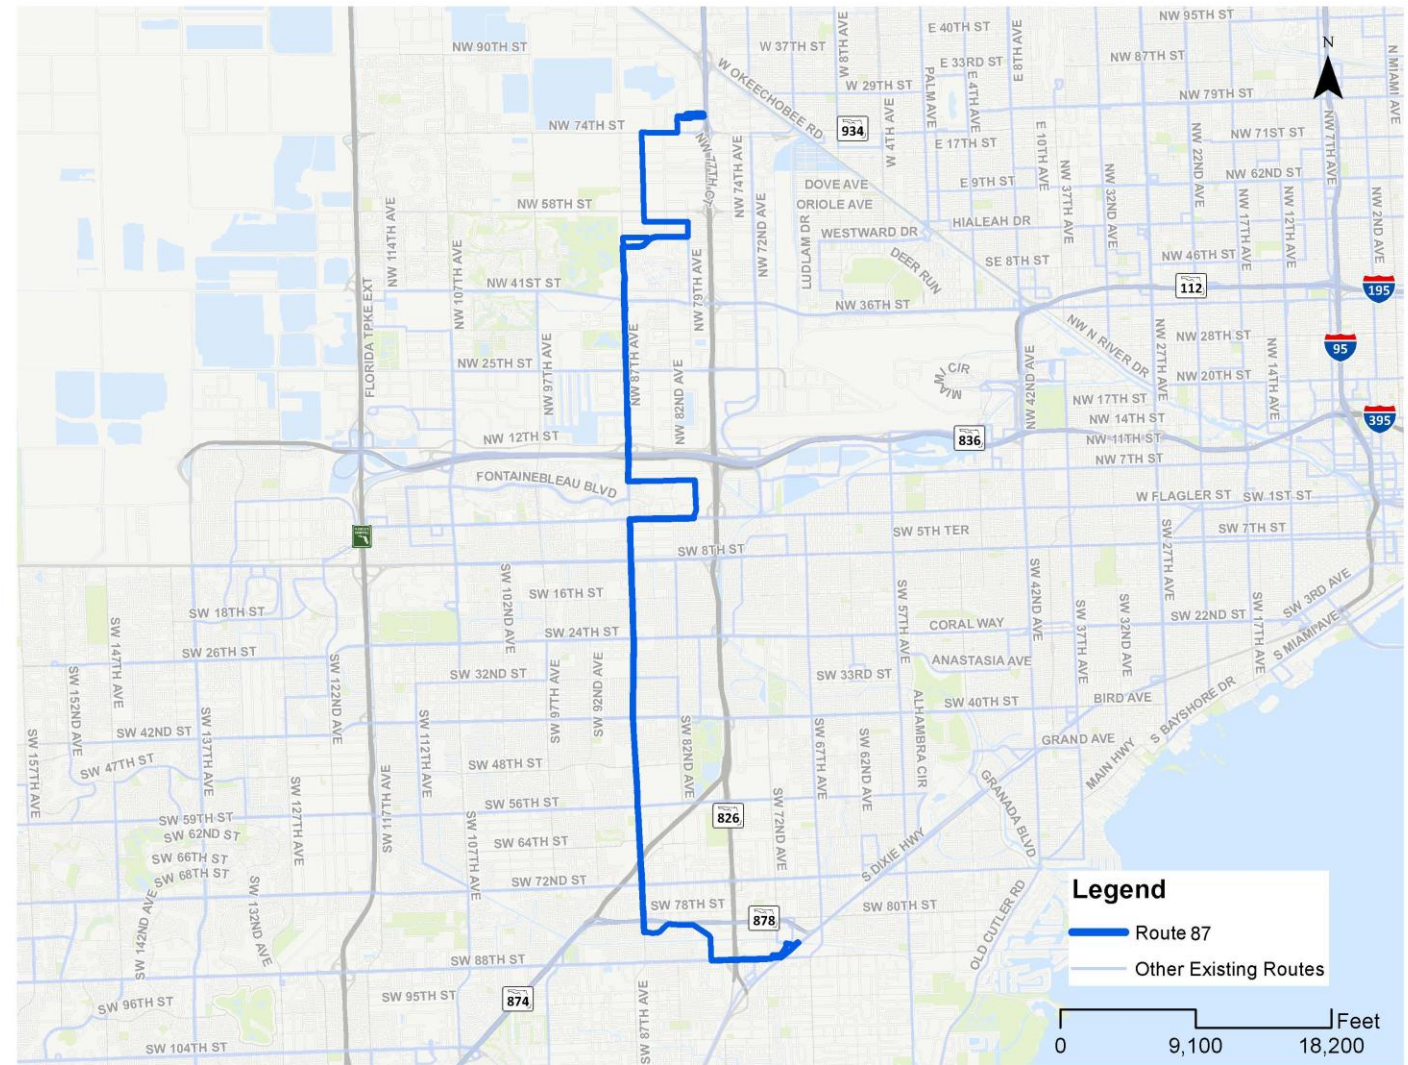 NW 95TH ST
E 40TH ST
W 37TH ST
NW 90TH ST
W 8TH AVE
E 8TH AVE
N MIAMI AVE
N
NW 87TH ST
E 33RD ST
W OKEECHOBEE RD
W 29TH ST
PALM AVE
E 4TH AVE
NW 79TH ST
NW 74TH ST
934
W 4TH AVE
E 17TH ST
E 10TH AVE
NW 71ST ST
NW 7TH AVE
NW 77TH CT
NW 74TH AVE
NW 37TH AVE
NW 32ND AVE
NW 22ND AVE
NW 62ND ST
DOVE AVE
E 9TH ST
NW 17TH AVE
NW 12TH AVE
NW 2ND AVE
NW 114TH AVE
NW 58TH ST
ORIOLE AVE
NW 72ND AVE
LUDLAM DR
WESTWARD DR
HIALEAH DR
NW 107TH AVE
DEER RUN
SE 8TH ST
NW 46TH ST
FLORIDA TPKE EXT
NW 41ST ST
NW 79TH AVE
NW 36TH ST
112
195
NW 97TH AVE
NW 87TH AVE
NW 25TH ST
NW 82ND AVE
MIAMI CIR
NW 42ND AVE
NW N RIVER DR
NW 27TH AVE
NW 28TH ST
NW 14TH AVE
95
NW 20TH ST
NW 17TH ST
NW 14TH ST
395
NW 12TH ST
836
NW 11TH ST
NW 7TH ST
FONTAINEBLEAU BLVD
W FLAGLER ST
SW 1ST ST
SW 5TH TER
SW 7TH ST
SW 8TH ST
SW 27TH AVE
SW 102ND AVE
SW 16TH ST
SW 57TH AVE
SW 42ND AVE
SW 37TH AVE
SW 32ND AVE
SW 3RD AVE
SW 18TH ST
SW 22ND ST
SW 17TH AVE
SW 147TH AVE
SW 24TH ST
CORAL WAY
S MIAMI AVE
SW 26TH ST
SW 152ND AVE
SW 122ND AVE
SW 32ND ST
SW 97TH AVE
SW 92ND AVE
SW 33RD ST
ANASTASIA AVE
S BAYSHORE DR
SW 157TH AVE
SW 42ND ST
SW 137TH AVE
SW 112TH AVE
SW 82ND AVE
SW 67TH AVE
SW 62ND AVE
ALHAMBRA CIR
SW 40TH ST
BIRD AVE
GRAND AVE
MAIN HWY
SW 47TH ST
SW 127TH AVE
SW 117TH AVE
SW 48TH ST
GRANADA BLVD
SW 59TH ST
SW 56TH ST
826
SW 72ND AVE
SW 62ND ST
SW 66TH ST
SW 68TH ST
SW 107TH AVE
SW 64TH ST
S DIXIE HWY
SW 142ND AVE
SW 132ND AVE
SW 72ND ST
SW 78TH ST
878
SW 80TH ST
OLD CUTLER RD
SW 88TH ST
SW 96TH ST
SW 95TH ST
874
SW 87TH AVE
SW 104TH ST
Legend
Route 87
Other Existing Routes
Feet
0 9,100 18,200